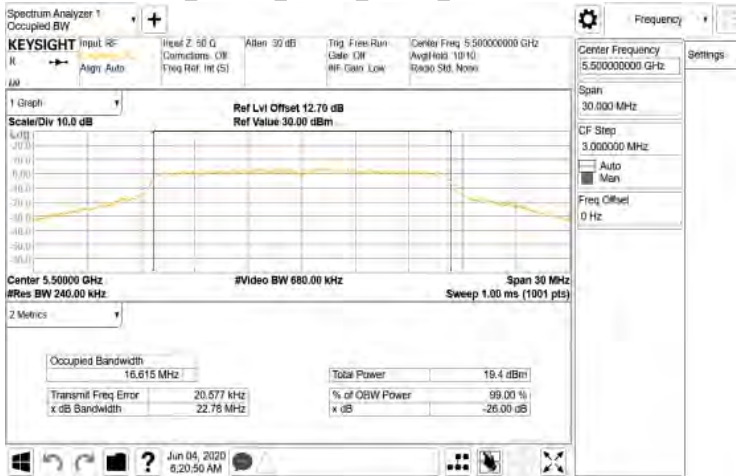 Spectrum Analyzer 1
Occupied BW
Frequency
KEYSIGHT Input: RF
Align: Auto
Input Z: 50 Ω
Corrections: Off
Freq Ref: Int (S)
Atten: 30 dB
Trig: Free Run
Gate: Off
#IF Gain: Low
Center Freq: 5.500000000 GHz
Avg|Hold: 10/10
Radio Std: None
Center Frequency
5.500000000 GHz
Settings
Span
30.000 MHz
CF Step
3.000000 MHz
Auto
Man
Freq Offset
0 Hz
1 Graph
Scale/Div 10.0 dB
Ref Lvl Offset 12.70 dB
Ref Value 30.00 dBm
Center 5.50000 GHz
#Res BW 240.00 kHz
#Video BW 680.00 kHz
Span 30 MHz
Sweep 1.00 ms (1001 pts)
2 Metrics
Occupied Bandwidth
16.615 MHz
Total Power 19.4 dBm
Transmit Freq Error 20.577 kHz
% of OBW Power 99.00 %
x dB Bandwidth 22.78 MHz
x dB -26.00 dB
Jun 04, 2020
6:20:50 AM